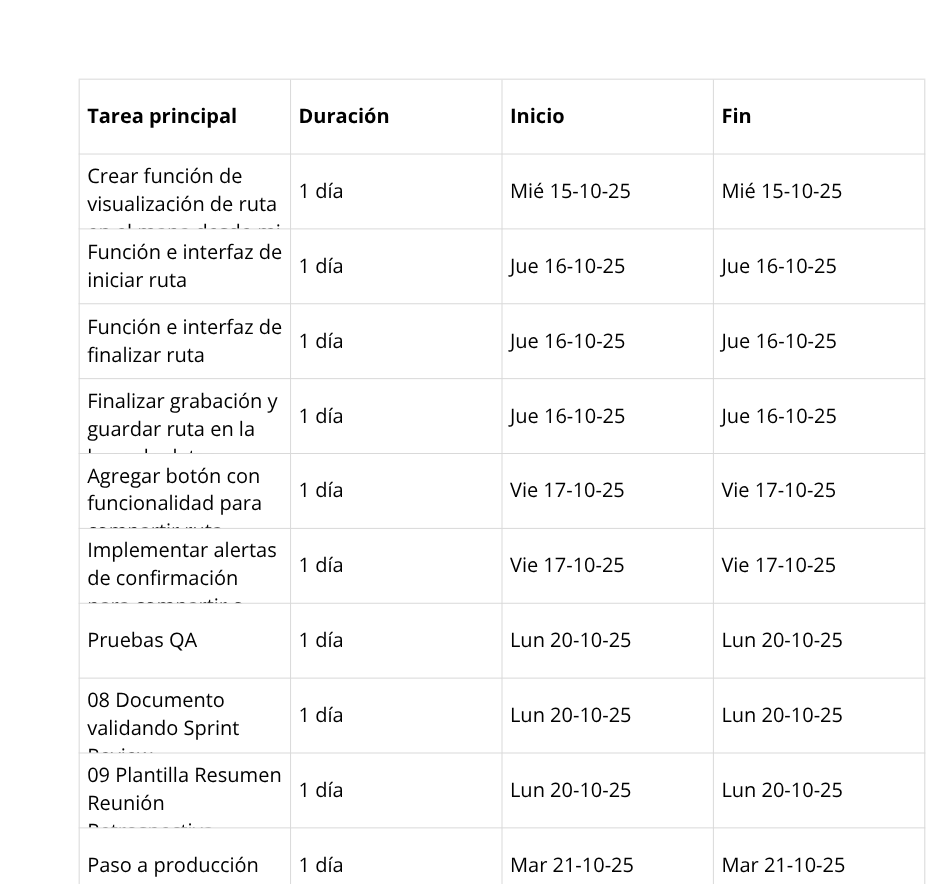 Tarea principal Duración Inicio Fin
Crear función de
visualización de ruta
1 día Mié 15-10-25 Mié 15-10-25
Función e interfaz de
iniciar ruta
1 día Jue 16-10-25 Jue 16-10-25
Función e interfaz de
finalizar ruta
1 día Jue 16-10-25 Jue 16-10-25
Finalizar grabación y
guardar ruta en la
1 día Jue 16-10-25 Jue 16-10-25
Agregar botón con
funcionalidad para
compartir ruta
1 día Vie 17-10-25 Vie 17-10-25
Implementar alertas
de confirmación
1 día Vie 17-10-25 Vie 17-10-25
Pruebas QA 1 día Lun 20-10-25 Lun 20-10-25
08 Documento
validando Sprint
Review
1 día Lun 20-10-25 Lun 20-10-25
09 Plantilla Resumen
Reunión
Retrospectiva
1 día Lun 20-10-25 Lun 20-10-25
Paso a producción 1 día Mar 21-10-25 Mar 21-10-25